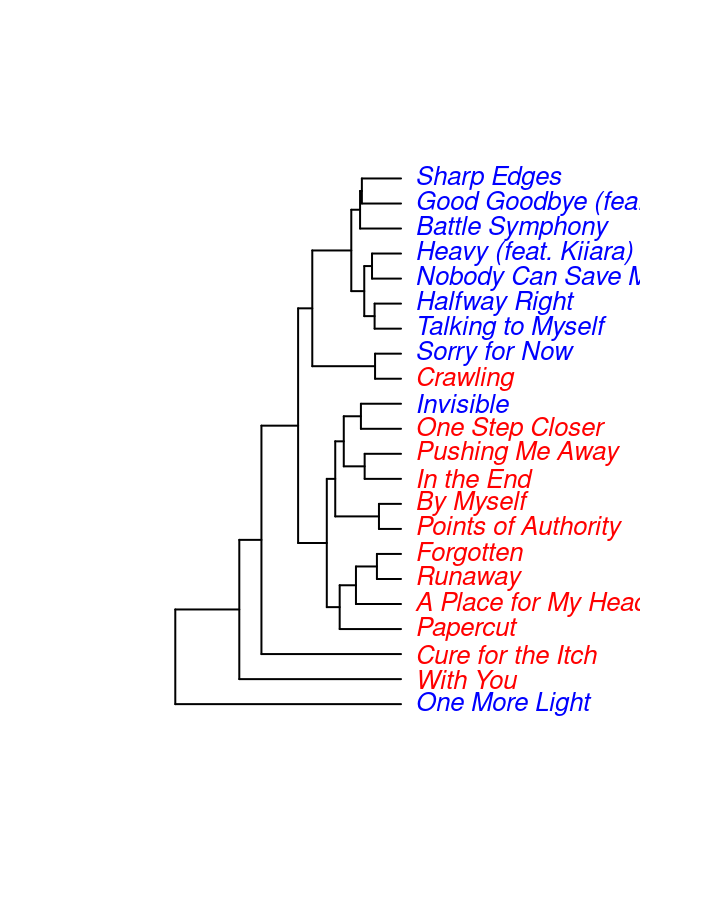 Sharp Edges
Good Goodbye (fea
Battle Symphony
Heavy (feat. Kiiara)
Nobody Can Save M
Halfway Right
Talking to Myself
Sorry for Now
Crawling
Invisible
One Step Closer
Pushing Me Away
In the End
By Myself
Points of Authority
Forgotten
Runaway
A Place for My Head
Papercut
Cure for the Itch
With You
One More Light